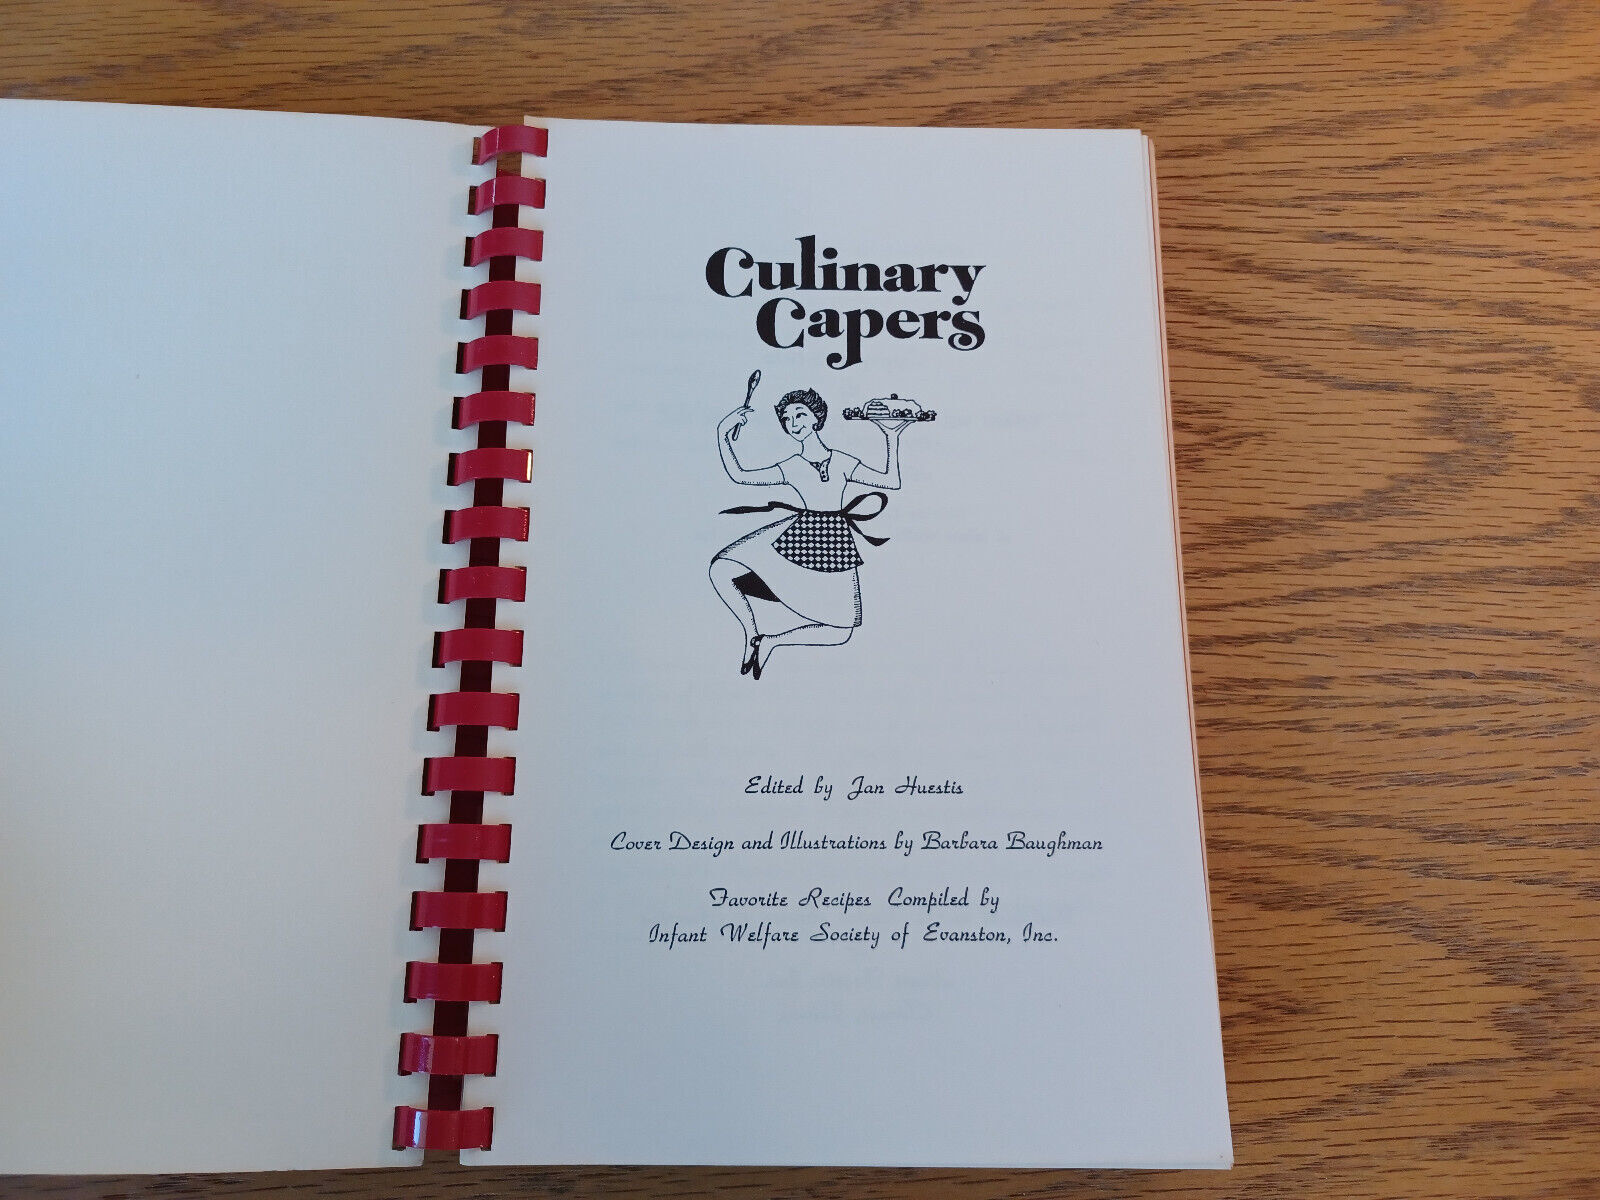 Culinary
Capers
Edited by Jan Huestis
Cover Design and Illustrations by Barbara Baughman
Favorite Recipes Compiled by
Infant Welfare Society of Evanston, Inc.